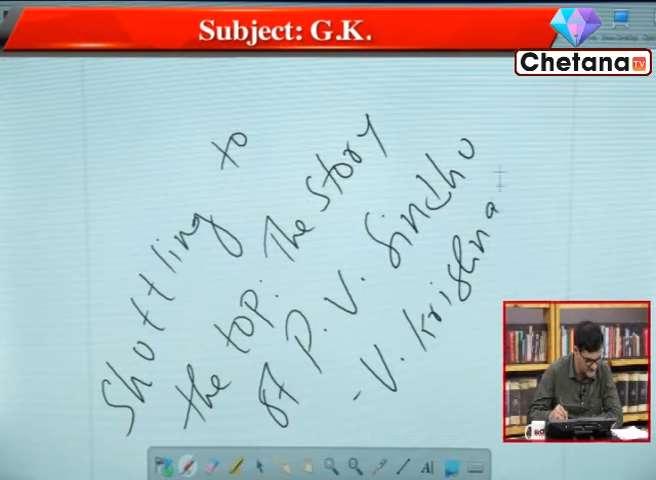 Subject: G.K.
Chetana TV
Shuttling to
the top: The Story
of P. V. Sindhu
- V. Krishna